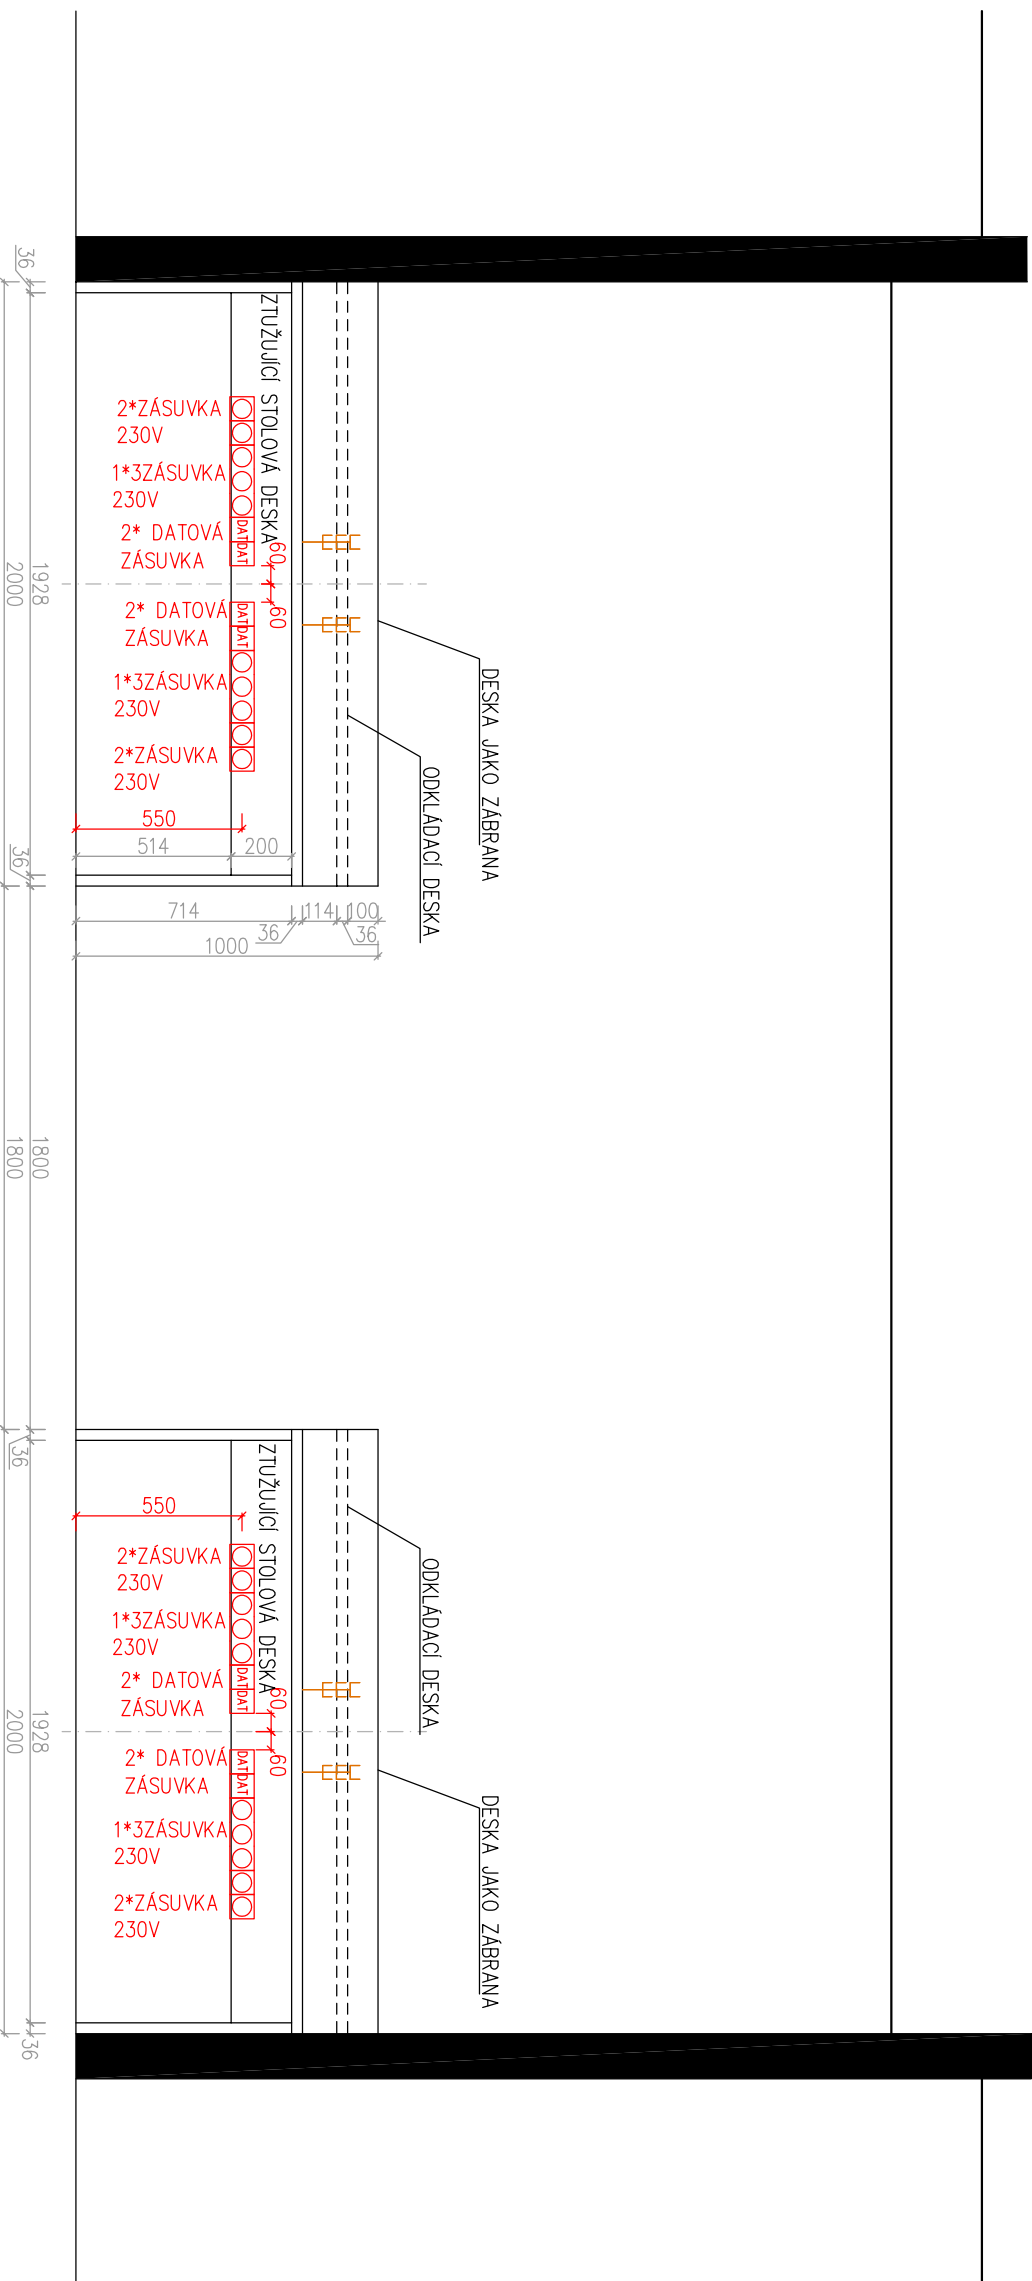 ZTUŽUJÍCÍ STOLOVÁ DESKA
2*ZÁSUVKA
230V
1*3ZÁSUVKA
230V
2* DATOVÁ
ZÁSUVKA
DAT
DAT
60
60
DAT
DAT
2* DATOVÁ
ZÁSUVKA
1*3ZÁSUVKA
230V
2*ZÁSUVKA
230V
DESKA JAKO ZÁBRANA
ODKLÁDACÍ DESKA
550
514
200
714
36
114
36
100
1000
36
1928
2000
36
1800
1800
36
ZTUŽUJÍCÍ STOLOVÁ DESKA
550
2*ZÁSUVKA
230V
1*3ZÁSUVKA
230V
2* DATOVÁ
ZÁSUVKA
DAT
DAT
60
60
DAT
DAT
2* DATOVÁ
ZÁSUVKA
1*3ZÁSUVKA
230V
2*ZÁSUVKA
230V
ODKLÁDACÍ DESKA
DESKA JAKO ZÁBRANA
1928
2000
36